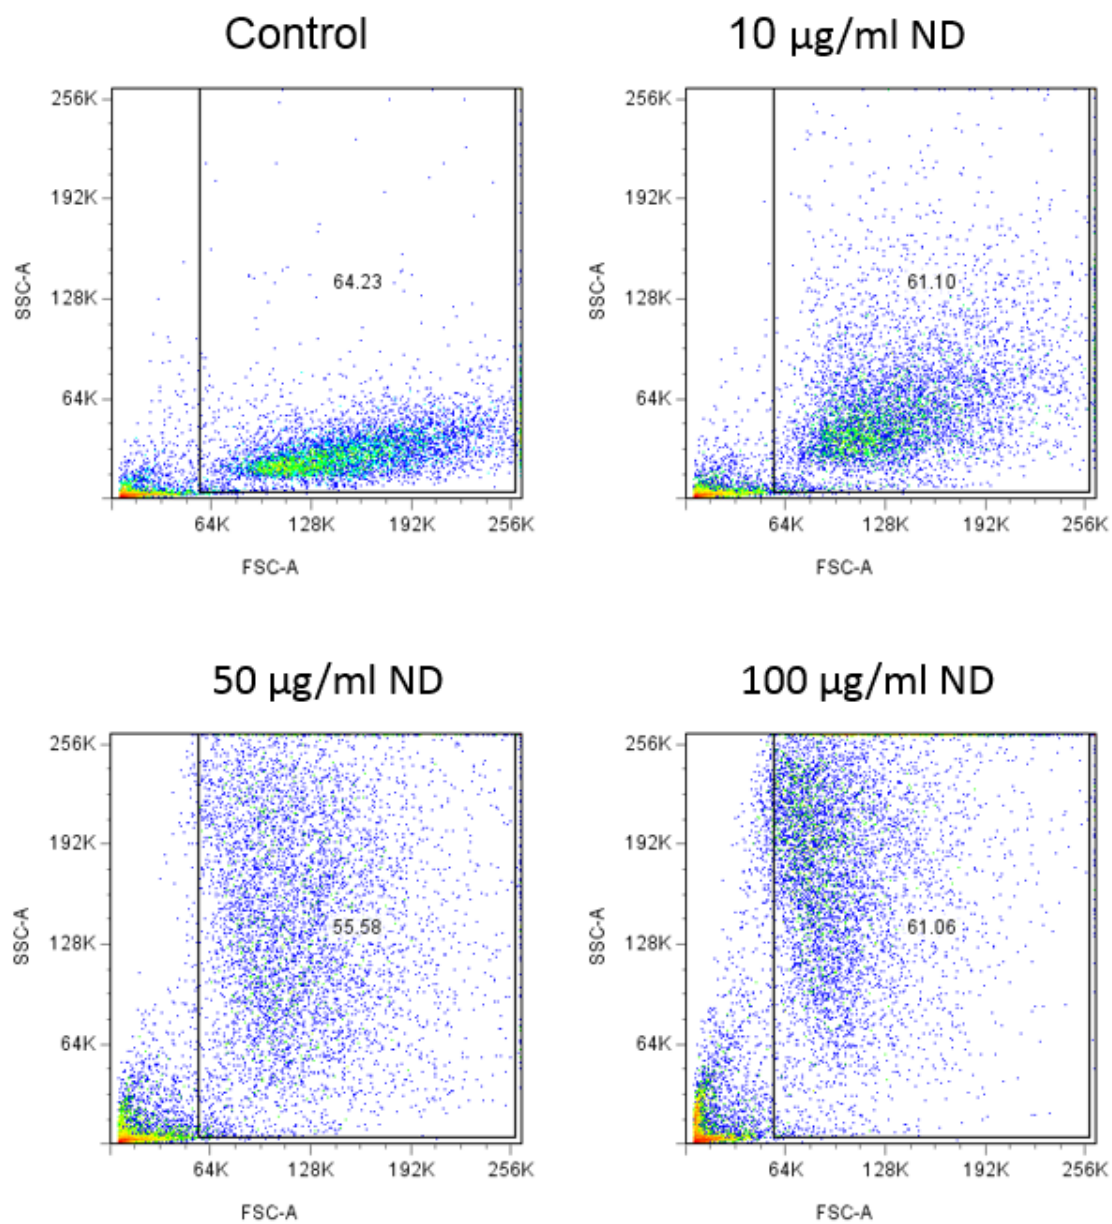 Control
10 µg/ml ND
256K
192K
128K
64K
SSC-A
64.23
64K 128K 192K 256K
FSC-A
256K
192K
128K
64K
SSC-A
61.10
64K 128K 192K 256K
FSC-A
50 µg/ml ND
100 µg/ml ND
256K
192K
128K
64K
SSC-A
55.58
64K 128K 192K 256K
FSC-A
256K
192K
128K
64K
SSC-A
61.06
64K 128K 192K 256K
FSC-A